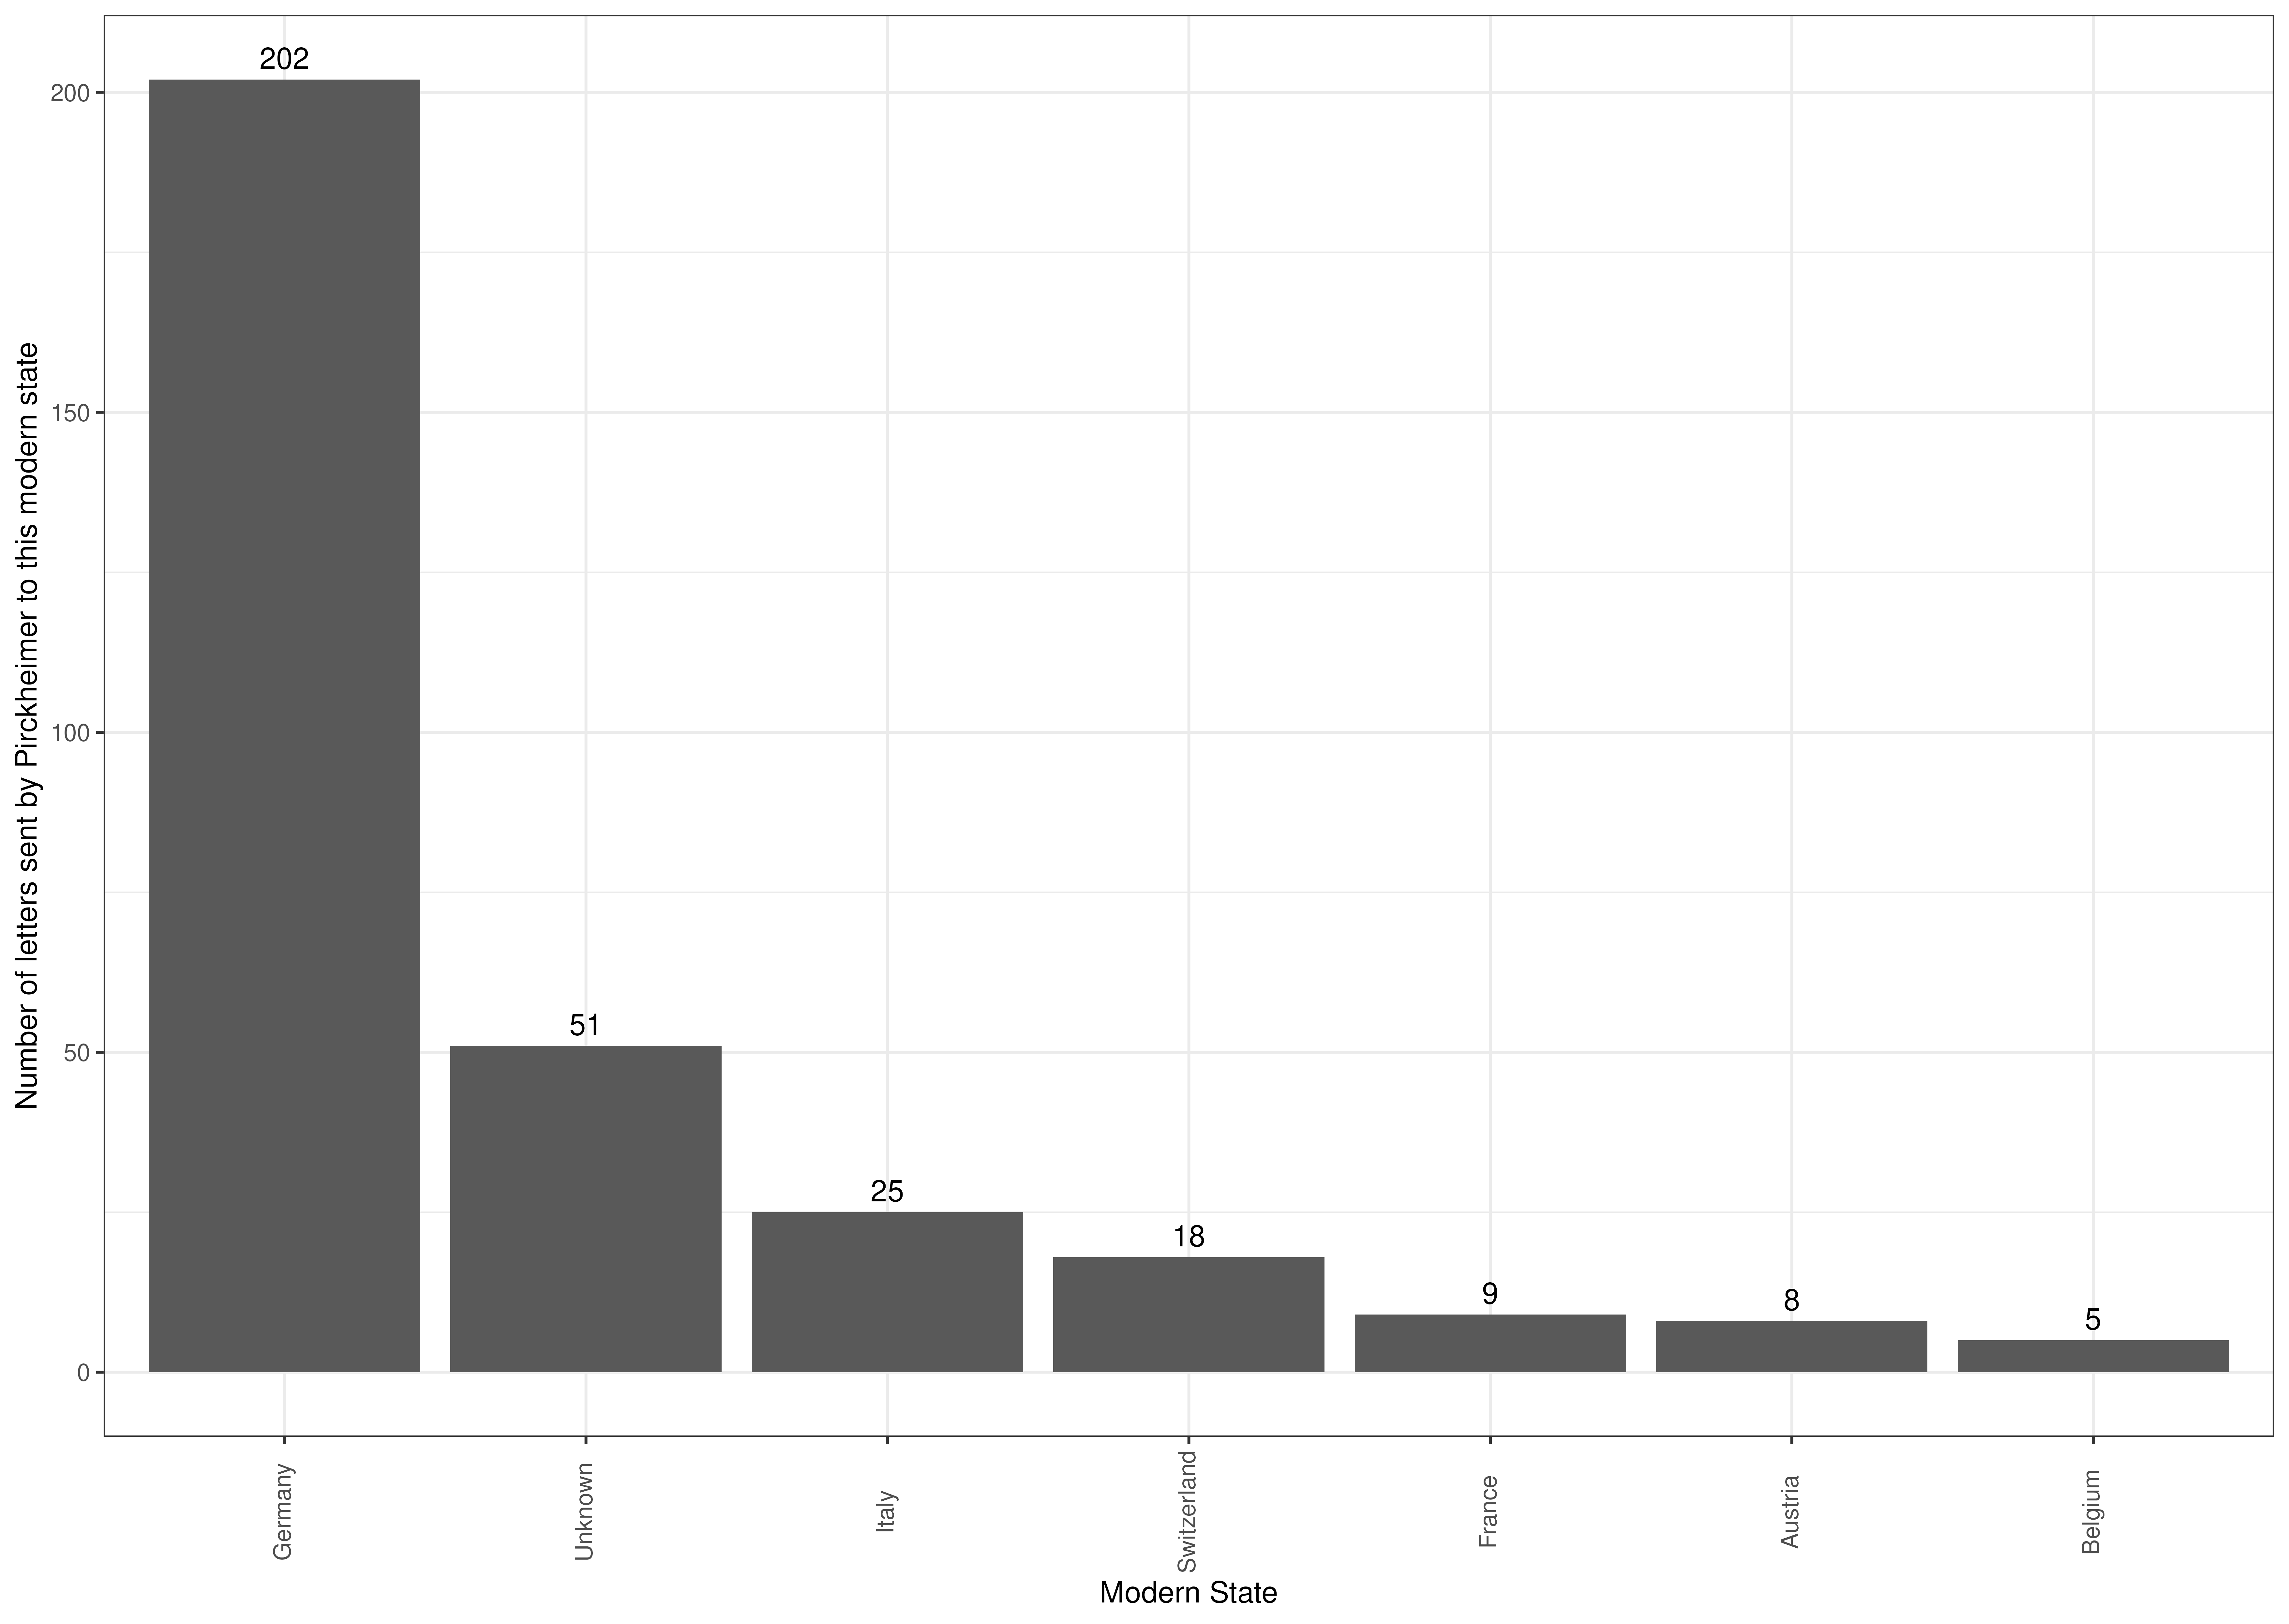 Number of letters sent by Pirckheimer to this modern state
200
150
100
50
0
202
51
25
18
9
8
5
Germany
Unknown
Italy
Switzerland
France
Austria
Belgium
Modern State